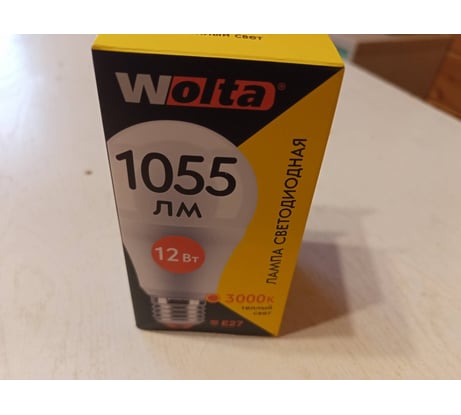 Wolta®
1055
ЛМ
12 Вт
3000К
теплый
свет
E27
ЛАМПА СВЕТОДИОДНАЯ